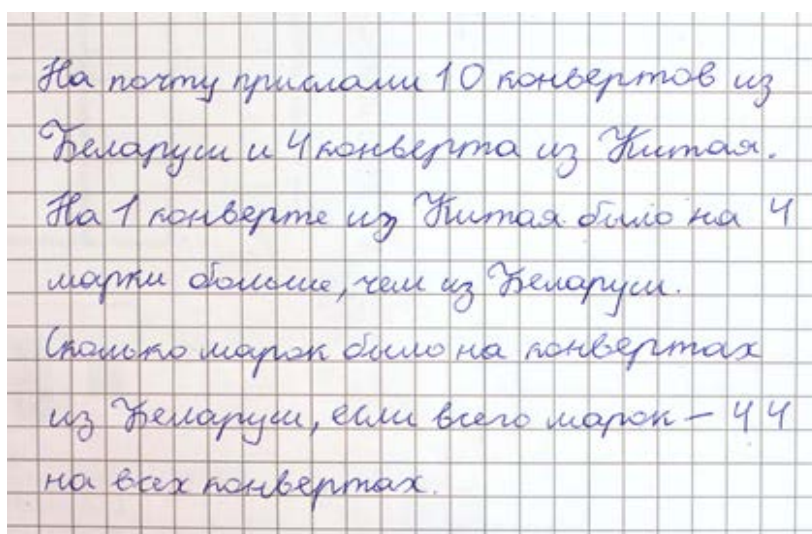 На почту прислали 10 конвертов из
Беларуси и 4 конверта из Китая.
На 1 конверте из Китая было на 4
марки больше, чем из Беларуси.
Сколько марок было на конвертах
из Беларуси, если всего марок – 44
на всех конвертах.